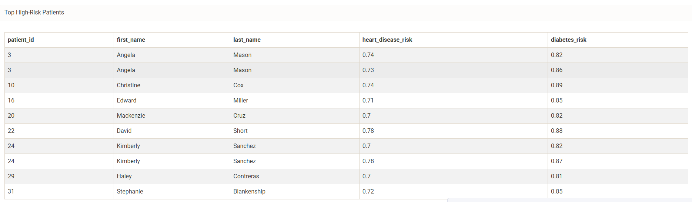 Top High-Risk Patients
patient_id first_name last_name heart_disease_risk diabetes_risk
3 Angela Mason 0.74 0.82
3 Angela Mason 0.73 0.86
10 Christine Cox 0.74 0.89
16 Edward Miller 0.71 0.85
20 Mackenzie Cruz 0.7 0.82
22 David Short 0.78 0.88
24 Kimberly Sanchez 0.7 0.82
24 Kimberly Sanchez 0.78 0.87
29 Haley Contreras 0.7 0.81
31 Stephanie Blankenship 0.72 0.85